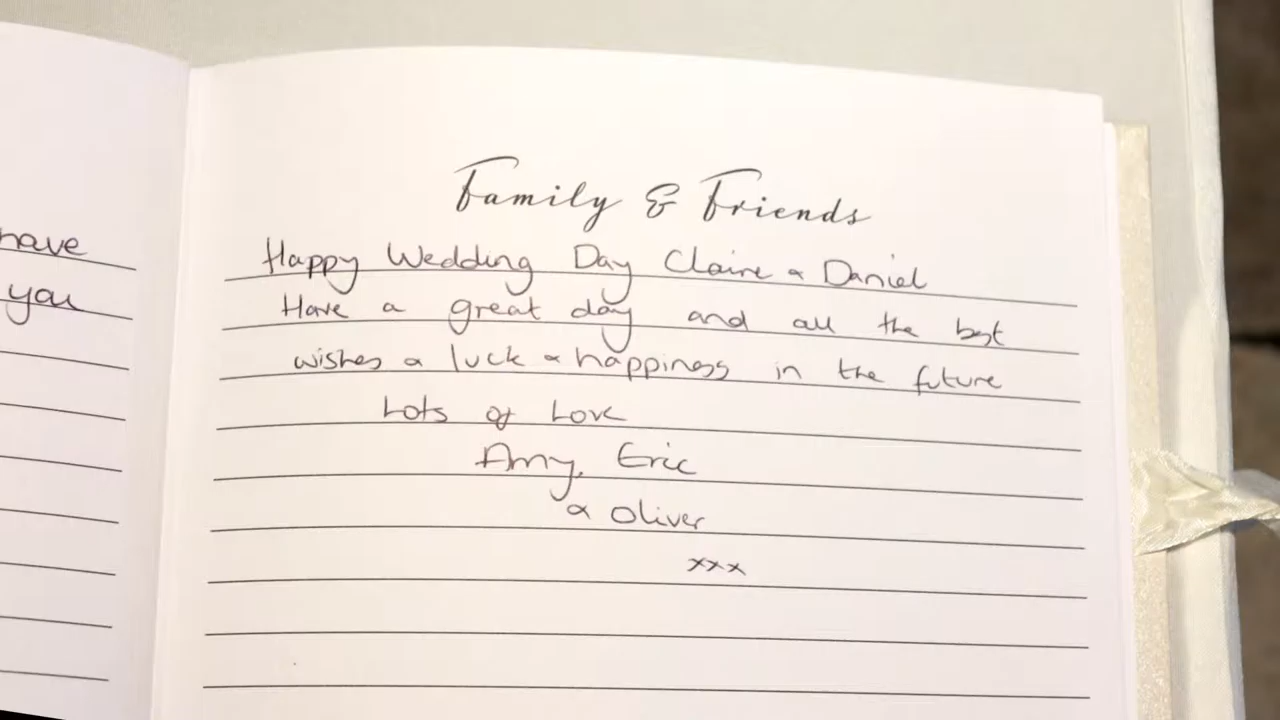 have
you
Family & Friends
Happy Wedding Day Claire & Daniel
Have a great day and all the best
wishes & luck & happiness in the future
Lots of Love
Amy, Eric
& Oliver
xxx